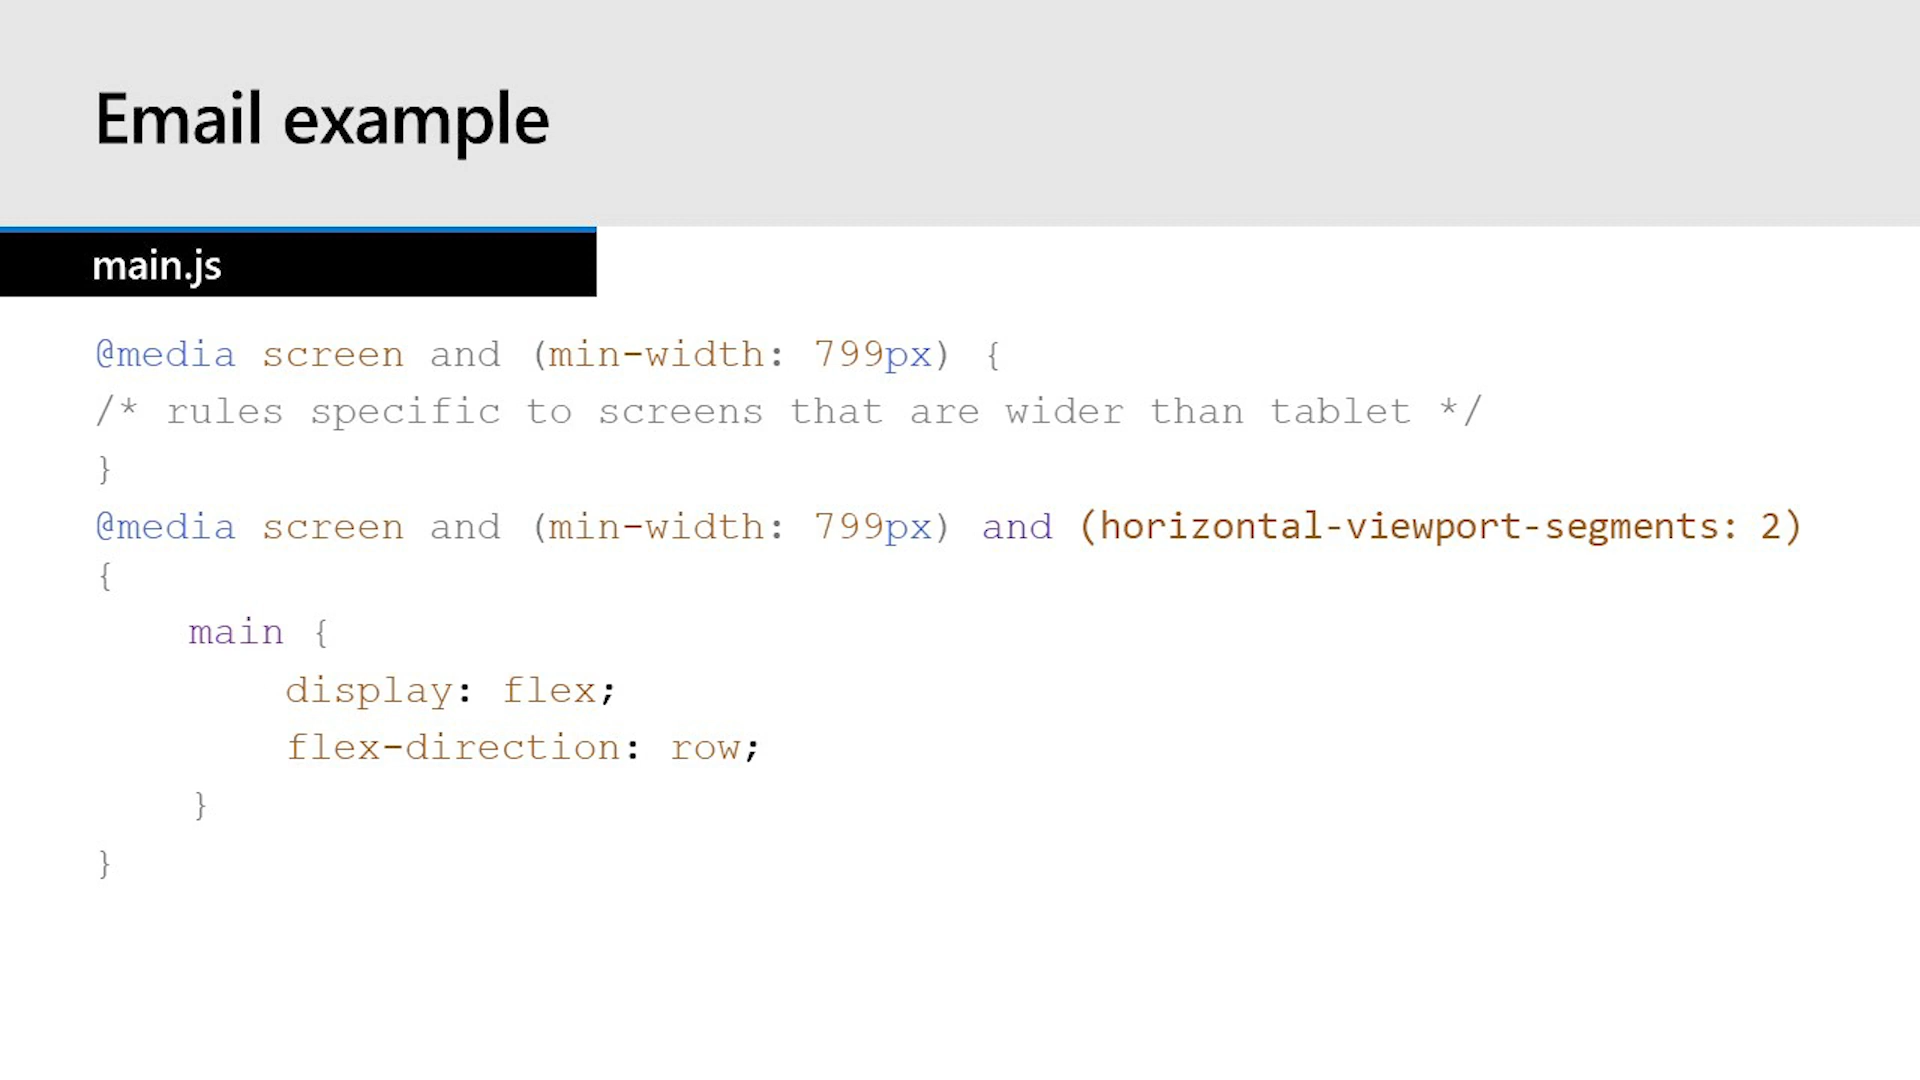 Email example
main.js
@media screen and (min-width: 799px) {
/* rules specific to screens that are wider than tablet */
}
@media screen and (min-width: 799px) and (horizontal-viewport-segments: 2)
{
main {
display: flex;
flex-direction: row;
}
}